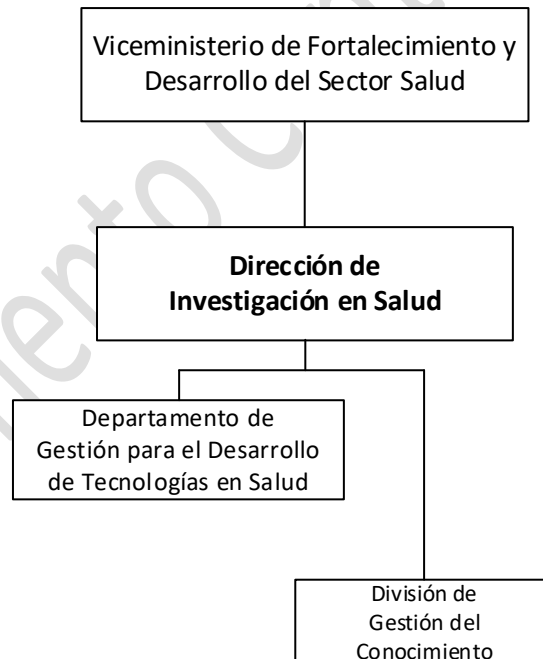 Viceministerio de Fortalecimiento y
Desarrollo del Sector Salud
Dirección de
Investigación en Salud
Departamento de
Gestión para el Desarrollo
de Tecnologías en Salud
División de
Gestión del
Conocimiento